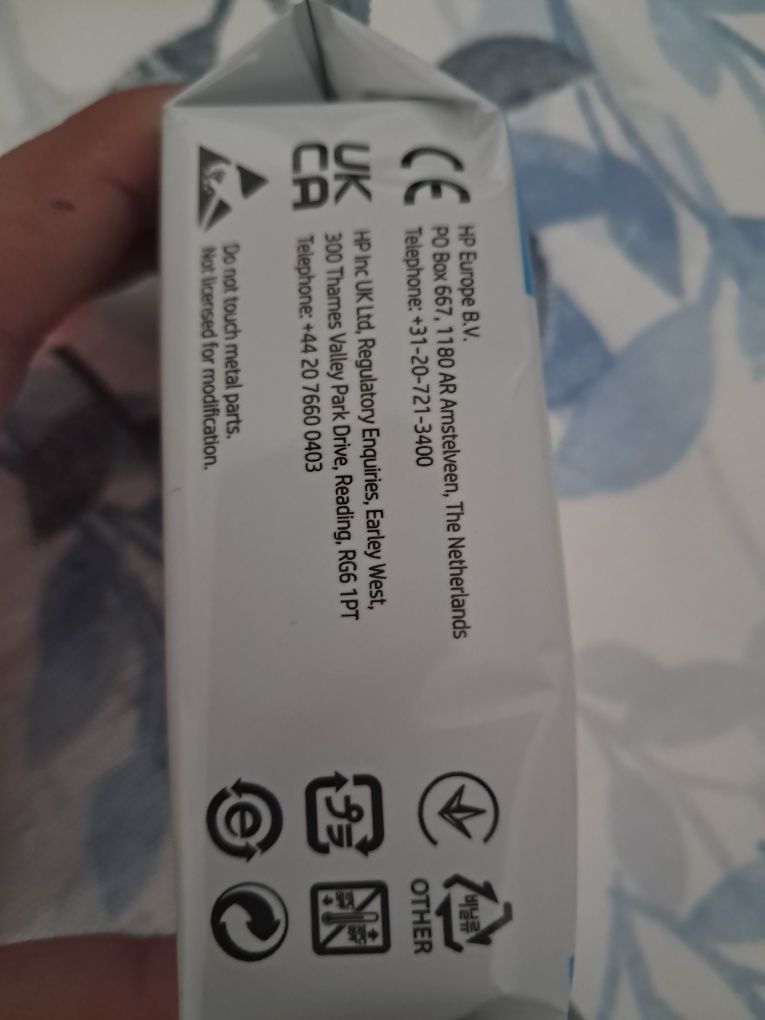 CE
HP Europe B.V.
PO Box 667, 1180 AR Amstelveen, The Netherlands
Telephone: +31-20-721-3400
UK
CA
HP Inc UK Ltd, Regulatory Enquiries, Earley West,
300 Thames Valley Park Drive, Reading, RG6 1PT
Telephone: +44 20 7660 0403
Do not touch metal parts.
Not licensed for modification.
비닐류
OTHER
プラ
e